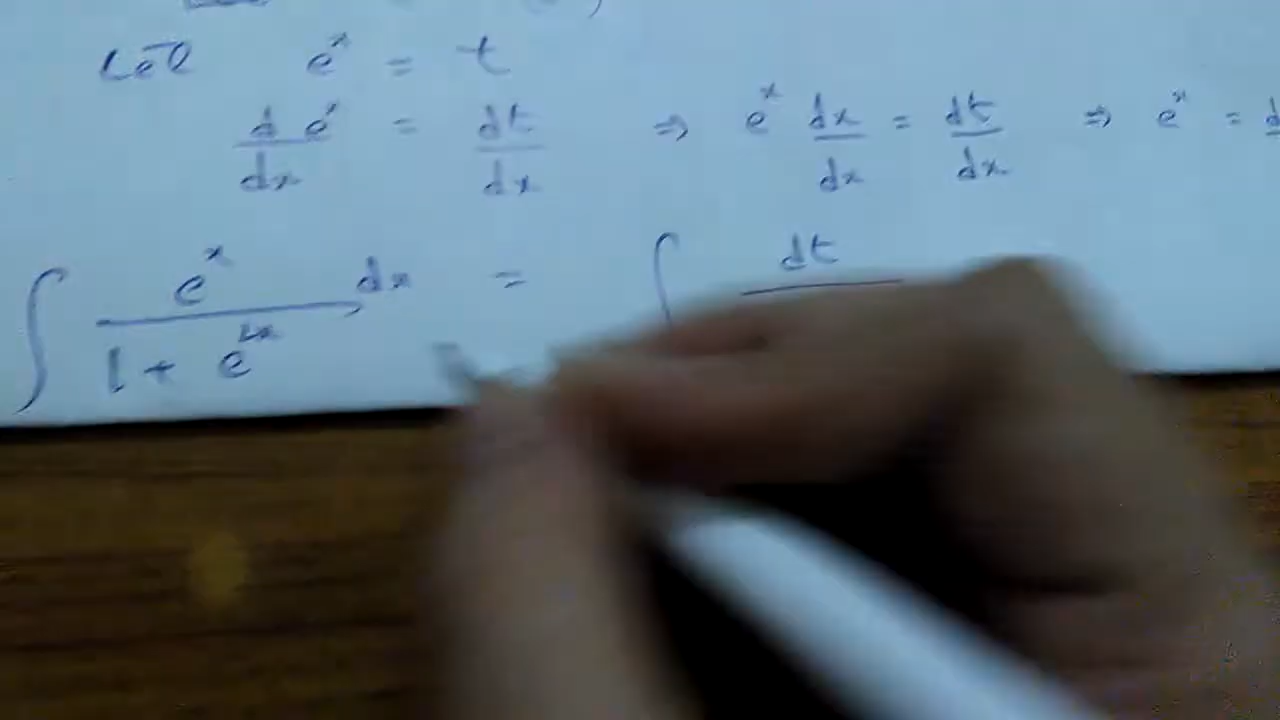 Let e^x = t
d e^x / dx = dt / dx ⇒ e^x dx / dx = dt / dx ⇒ e^x =
∫ e^x / 1 + e^2x dx = ∫ dt